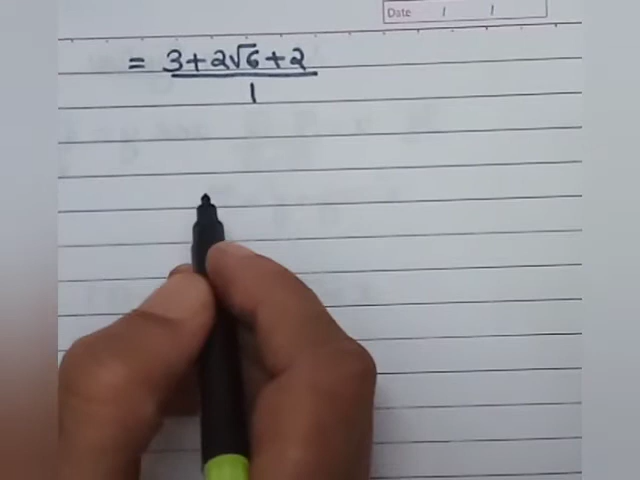 Date / /
= 3+2√6+2
1